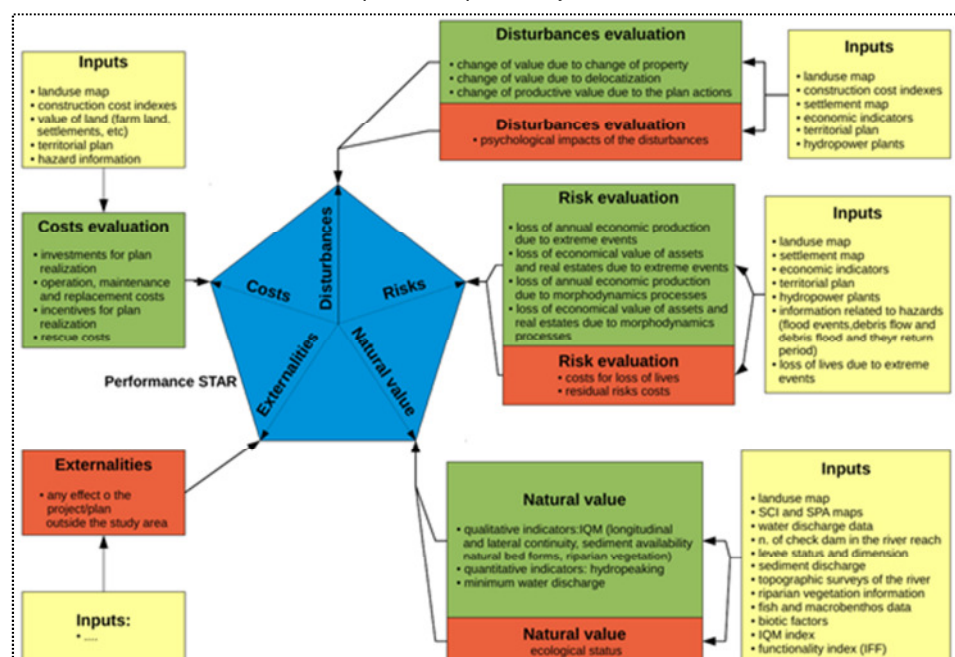 Inputs
• landuse map
• construction cost indexes
• value of land (farm land,
settlements, etc)
• territorial plan
• hazard information
Costs evaluation
• investments for plan
realization
• operation, maintenance
and replacement costs
• incentives for plan
realization
• rescue costs
Disturbances evaluation
• change of value due to change of property
• change of value due to delocatization
• change of productive value due to the plan actions
Disturbances evaluation
• psychological impacts of the disturbances
Inputs
• landuse map
• construction cost indexes
• settlement map
• economic indicators
• territorial plan
• hydropower plants
Disturbances
Costs
Risks
Externalities
Natural value
Performance STAR
Risk evaluation
• loss of annual economic production
due to extreme events
• loss of economical value of assets
and real estates due to extreme events
• loss of annual economic production
due to morphodynamics processes
• loss of economical value of assets and
real estates due to morphodynamics
processes
Risk evaluation
• costs for loss of lives
• residual risks costs
Inputs
• landuse map
• settlement map
• economic indicators
• territorial plan
• hydropower plants
• information related to hazards
(flood events,debris flow and
debris flood and theyr return
period)
• loss of lives due to extreme
events
Externalities
• any effect o the
project/plan
outside the study area
Inputs:
• ....
Natural value
• qualitative indicators:IQM (longitudinal
and lateral continuity, sediment availability
natural bed forms, riparian vegetation)
• quantitative indicators: hydropeaking
• minimum water discharge
Natural value
ecological status
Inputs
• landuse map
• SCI and SPA maps
• water discharge data
• n. of check dam in the river reach
• levee status and dimension
• sediment discharge
• topographic surveys of the river
• riparian vegetation information
• fish and macrobenthos data
• biotic factors
• IQM index
• functionality index (IFF)